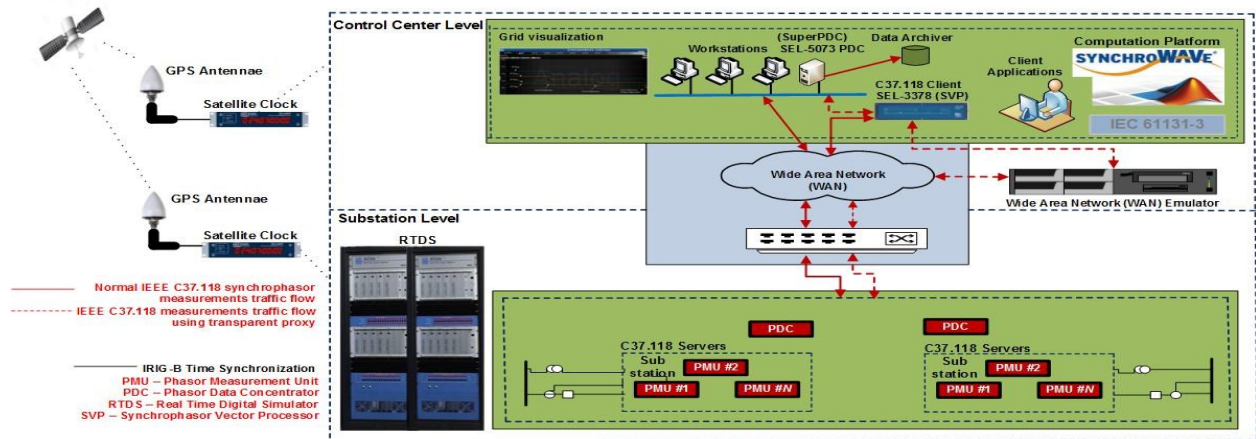 Control Center Level
Grid visualization
Workstations
(SuperPDC)
SEL-5073 PDC
Data Archiver
C37.118 Client
SEL-3378 (SVP)
Client
Applications
Computation Platform
SYNCHROWAVE®
IEC 61131-3
GPS Antennae
Satellite Clock
Wide Area Network
(WAN)
Wide Area Network (WAN) Emulator
GPS Antennae
Satellite Clock
Substation Level
RTDS
Normal IEEE C37.118 synchrophasor
measurements traffic flow
IEEE C37.118 measurements traffic flow
using transparent proxy
IRIG-B Time Synchronization
PMU – Phasor Measurement Unit
PDC – Phasor Data Concentrator
RTDS – Real Time Digital Simulator
SVP – Synchrophasor Vector Processor
PDC
C37.118 Servers
Sub
station
PMU #2
PMU #1
PMU #N
PDC
C37.118 Servers
Sub
station
PMU #2
PMU #1
PMU #N